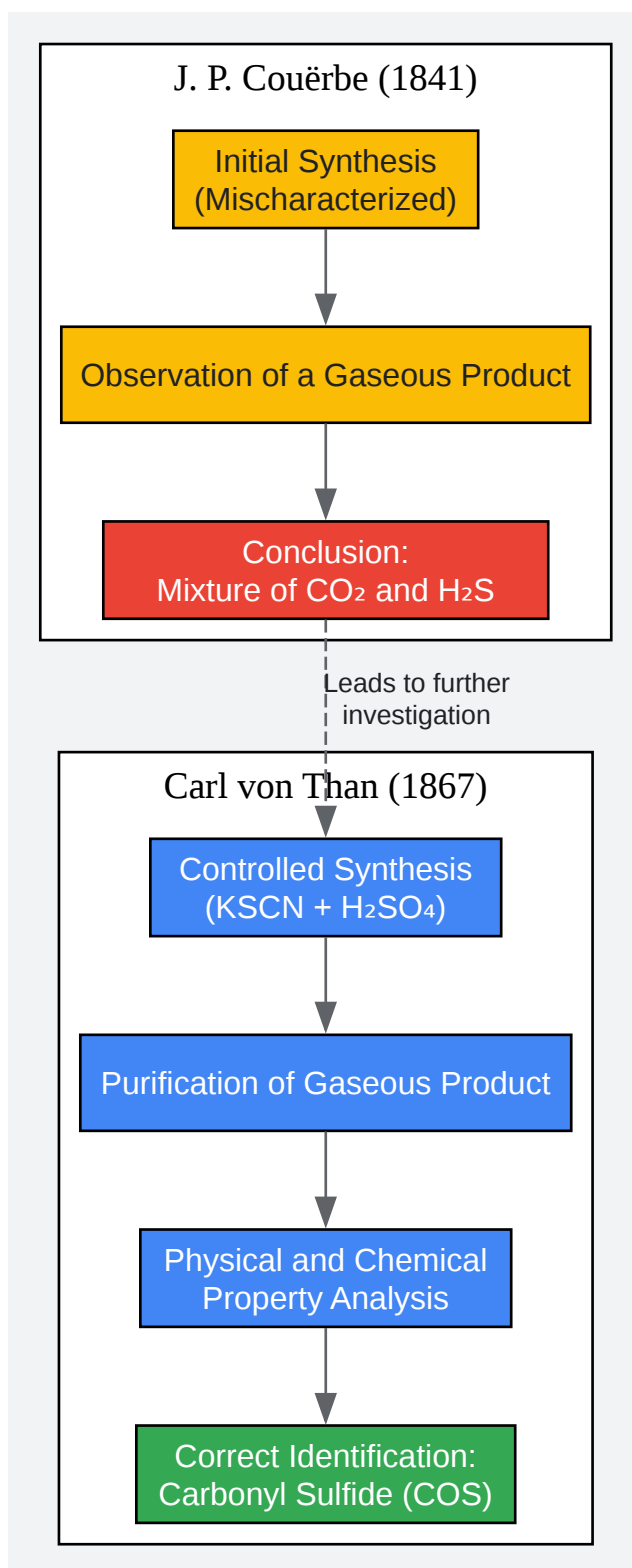 J. P. Couërbe (1841)
Initial Synthesis
(Mischaracterized)
Observation of a Gaseous Product
Conclusion:
Mixture of CO₂ and H₂S
Leads to further
investigation
Carl von Than (1867)
Controlled Synthesis
(KSCN + H₂SO₄)
Purification of Gaseous Product
Physical and Chemical
Property Analysis
Correct Identification:
Carbonyl Sulfide (COS)